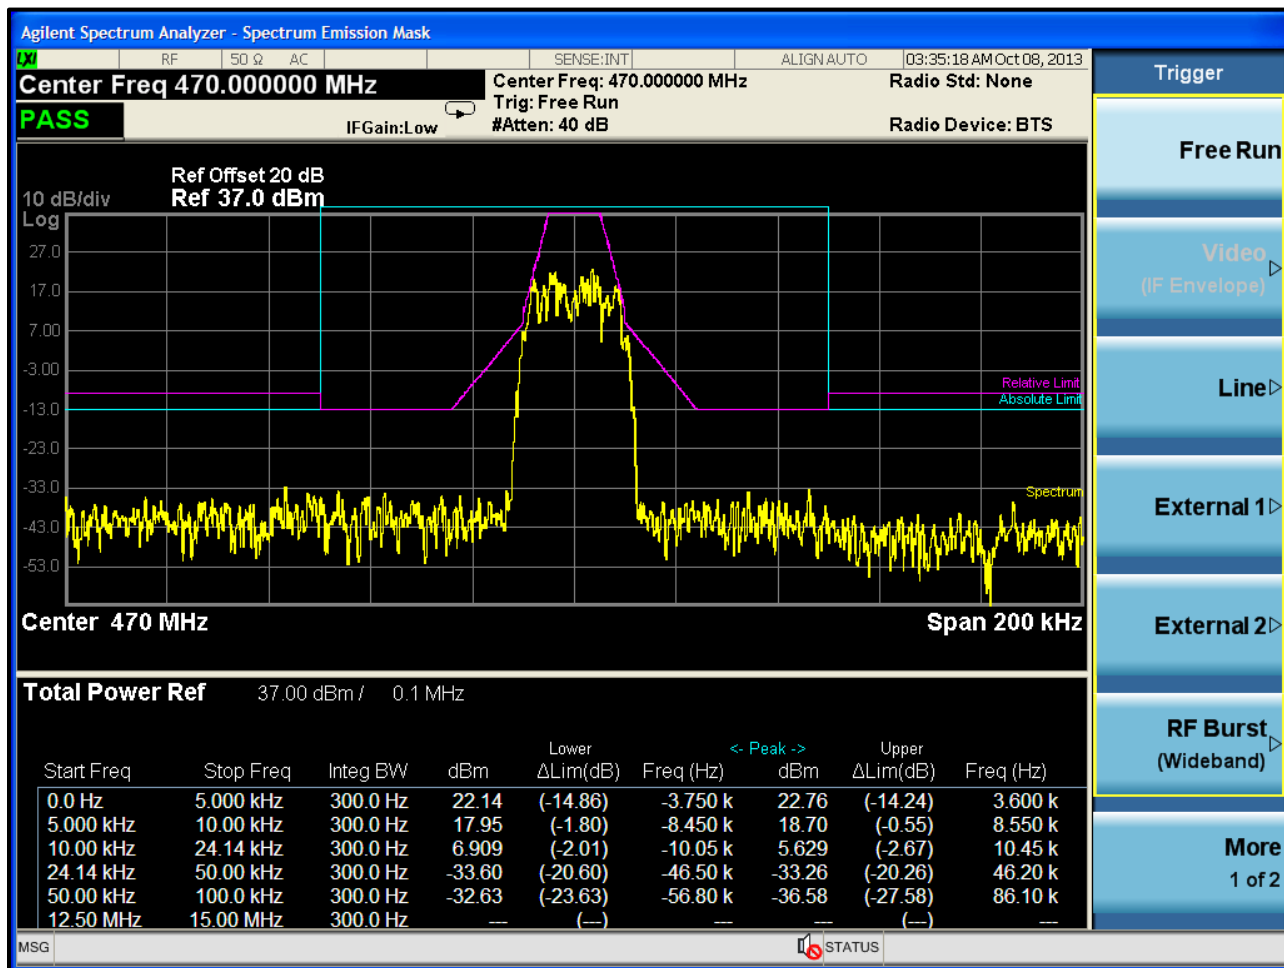 Agilent Spectrum Analyzer - Spectrum Emission Mask
LXI RF 50 Ω AC SENSE:INT ALIGN AUTO 03:35:18 AM Oct 08, 2013
Center Freq 470.000000 MHz
Center Freq: 470.000000 MHz
Radio Std: None
Trig: Free Run
PASS
IFGain:Low
#Atten: 40 dB
Radio Device: BTS
Ref Offset 20 dB
10 dB/div Ref 37.0 dBm
Log
27.0
17.0
7.00
-3.00
Relative Limit
Absolute Limit
-13.0
-23.0
-33.0
Spectrum
-43.0
-53.0
Center 470 MHz Span 200 kHz
Total Power Ref 37.00 dBm / 0.1 MHz
Lower <- Peak -> Upper
Start Freq Stop Freq Integ BW dBm ΔLim(dB) Freq (Hz) dBm ΔLim(dB) Freq (Hz)
0.0 Hz 5.000 kHz 300.0 Hz 22.14 (-14.86) -3.750 k 22.76 (-14.24) 3.600 k
5.000 kHz 10.00 kHz 300.0 Hz 17.95 (-1.80) -8.450 k 18.70 (-0.55) 8.550 k
10.00 kHz 24.14 kHz 300.0 Hz 6.909 (-2.01) -10.05 k 5.629 (-2.67) 10.45 k
24.14 kHz 50.00 kHz 300.0 Hz -33.60 (-20.60) -46.50 k -33.26 (-20.26) 46.20 k
50.00 kHz 100.0 kHz 300.0 Hz -32.63 (-23.63) -56.80 k -36.58 (-27.58) 86.10 k
12.50 MHz 15.00 MHz 300.0 Hz --- (---) --- --- (---) ---
MSG STATUS
Trigger
Free Run
Video
(IF Envelope)
Line
External 1
External 2
RF Burst
(Wideband)
More
1 of 2